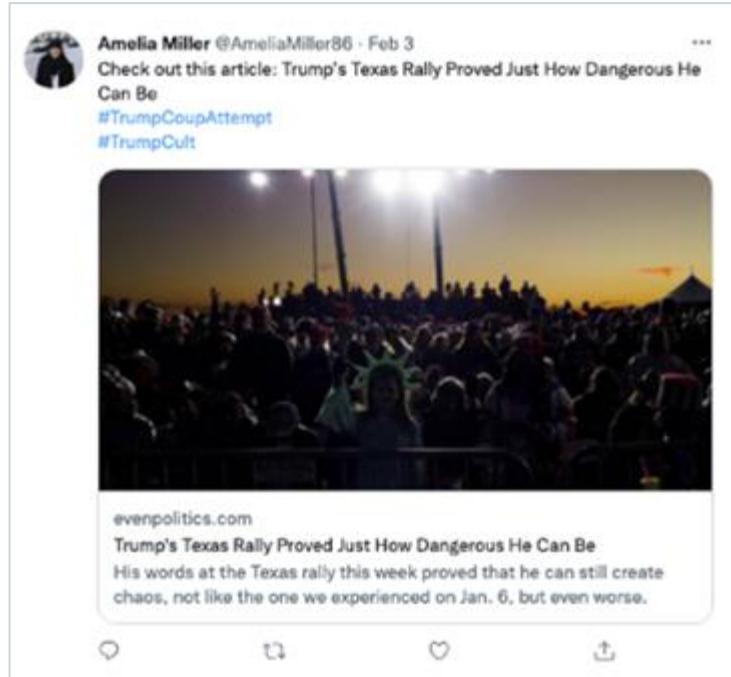 Amelia Miller @AmeliaMiller86 · Feb 3
Check out this article: Trump's Texas Rally Proved Just How Dangerous He
Can Be
#TrumpCoupAttempt
#TrumpCult
evenpolitics.com
Trump's Texas Rally Proved Just How Dangerous He Can Be
His words at the Texas rally this week proved that he can still create
chaos, not like the one we experienced on Jan. 6, but even worse.